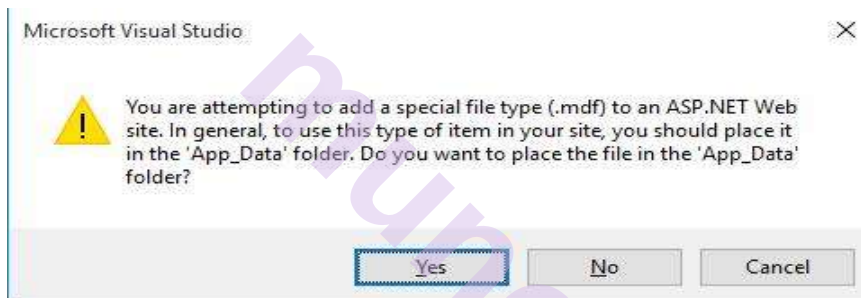 Microsoft Visual Studio
You are attempting to add a special file type (.mdf) to an ASP.NET Web
site. In general, to use this type of item in your site, you should place it
in the 'App_Data' folder. Do you want to place the file in the 'App_Data'
folder?
Yes No Cancel